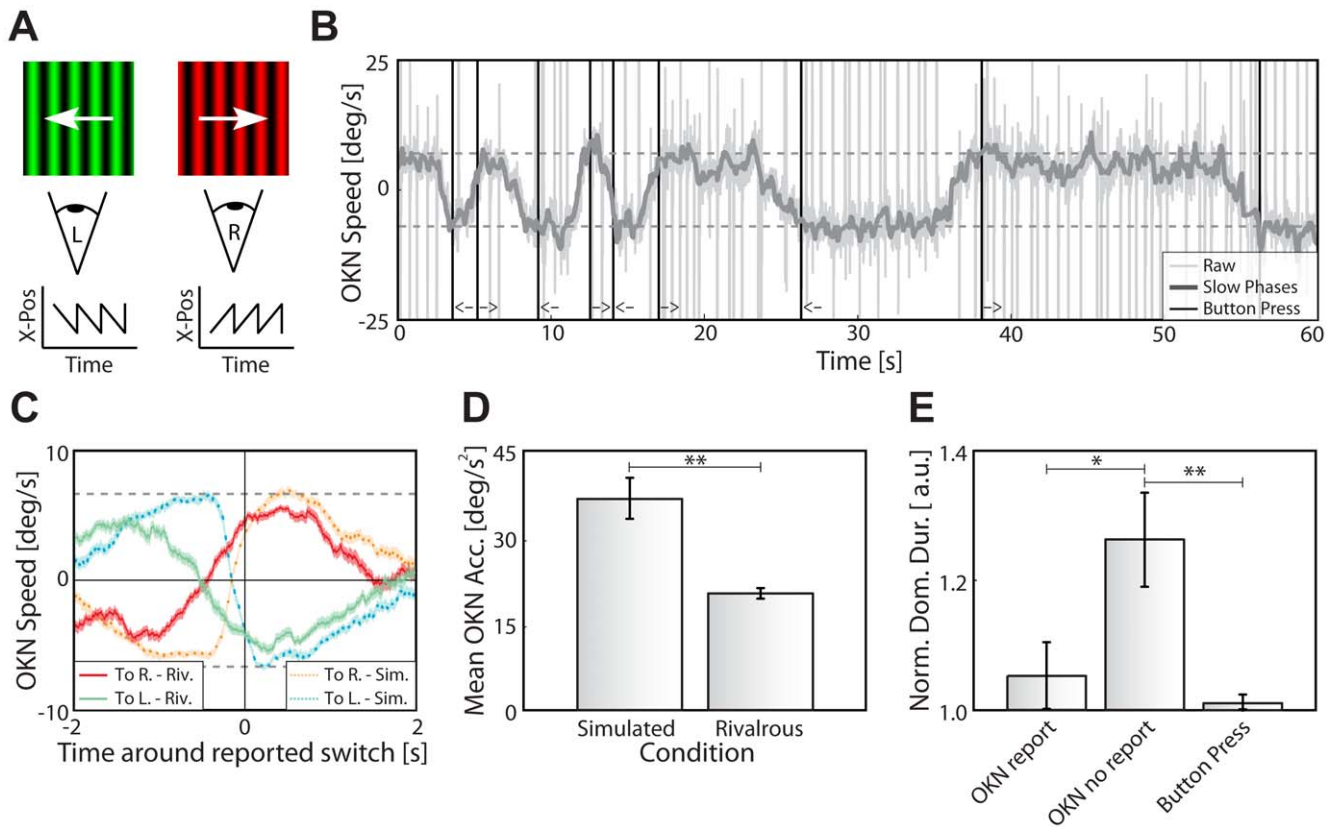 A
L
R
X-Pos
X-Pos
Time
Time
B
OKN Speed [deg/s]
25
0
-25
<- -> <- -> <- -> <- ->
Raw
Slow Phases
Button Press
0 10 20 30 40 50 60
Time [s]
C
OKN Speed [deg/s]
10
0
-10
To R. - Riv.
To L. - Riv.
To R. - Sim.
To L. - Sim.
-2 0 2
Time around reported switch [s]
D
Mean OKN Acc. [deg/s²]
45
30
15
0
**
Simulated Rivalrous
Condition
E
Norm. Dom. Dur. [ a.u.]
1.4
1.2
1.0
*
**
OKN report
OKN no report
Button Press